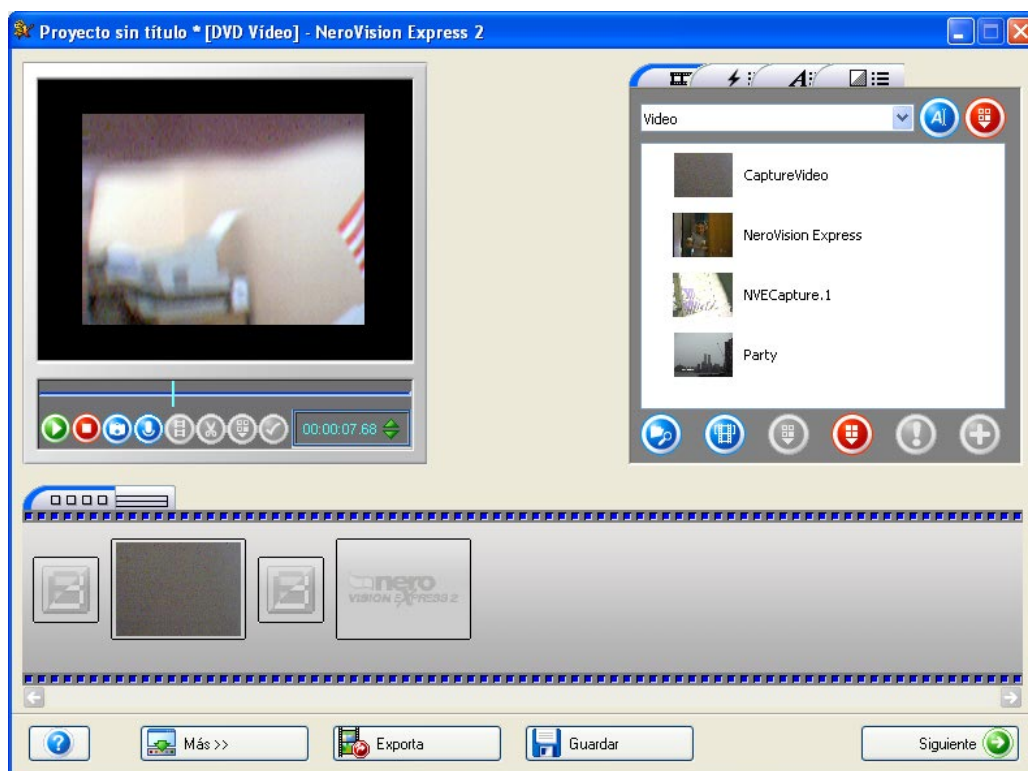 Proyecto sin título * [DVD Vídeo] - NeroVision Express 2
Video
CaptureVideo
NeroVision Express
NVECapture.1
Party
00:00:07.68
nero
VISION EXPRESS 2
Más >>
Exporta
Guardar
Siguiente